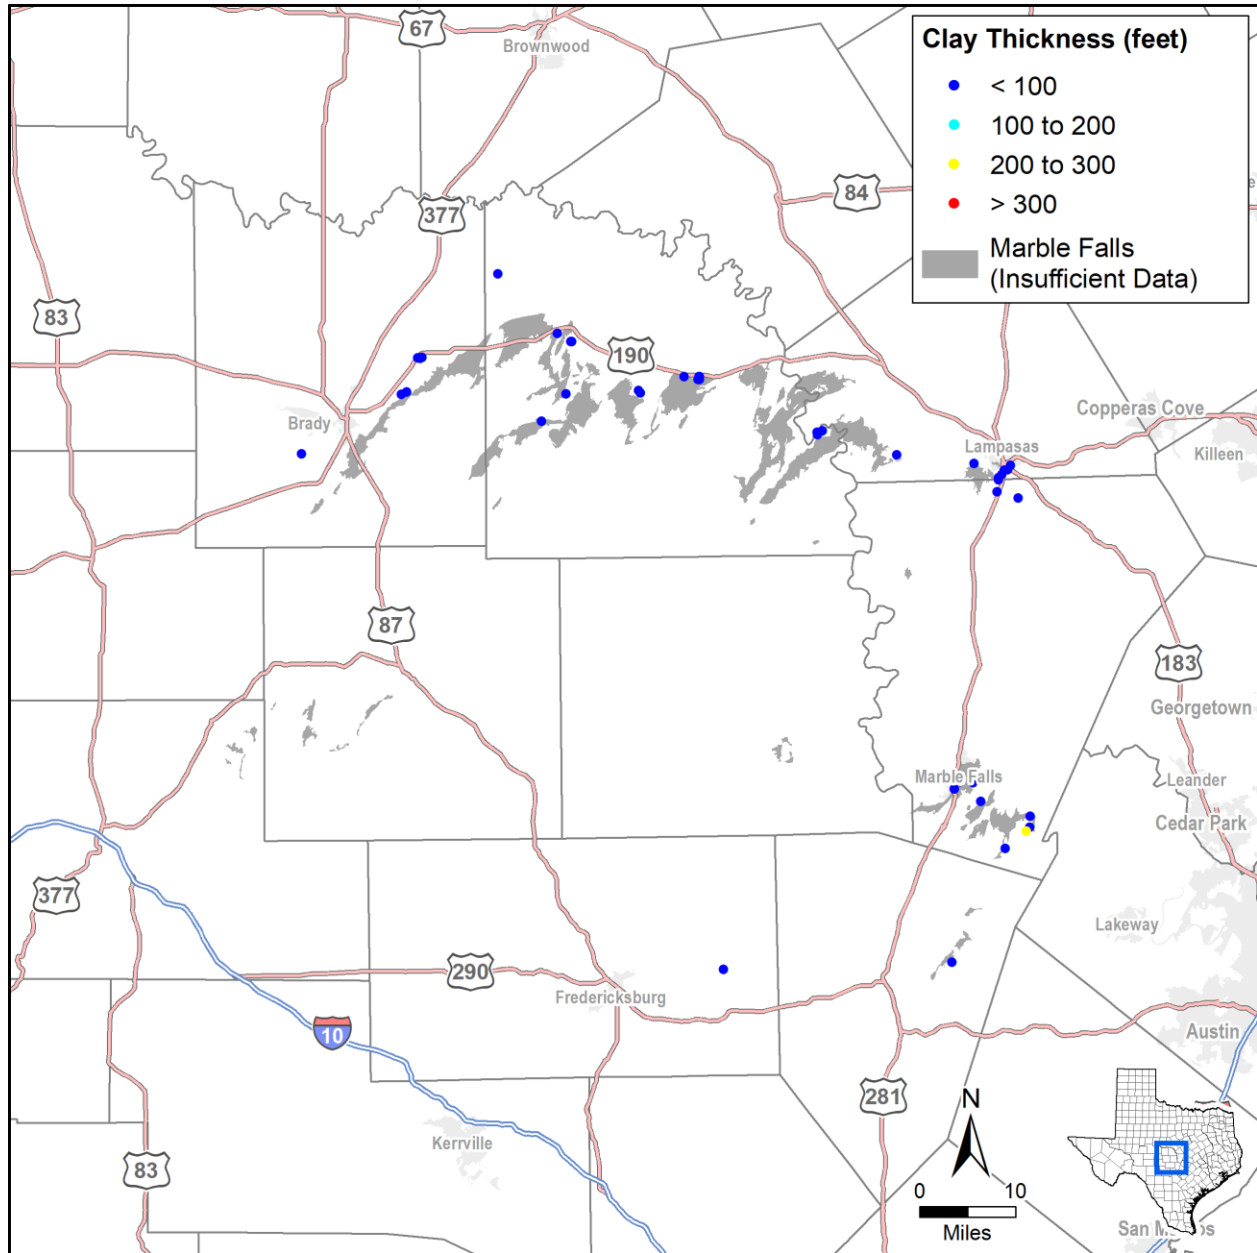 67
Brownwood
Clay Thickness (feet)
< 100
100 to 200
200 to 300
> 300
Marble Falls
(Insufficient Data)
84
377
83
190
Brady
Copperas Cove
Lampasas
Killeen
87
183
Georgetown
Marble Falls
Leander
Cedar Park
377
Lakeway
290
Fredericksburg
10
Austin
281
N
Kerrville
83
0
10
Miles